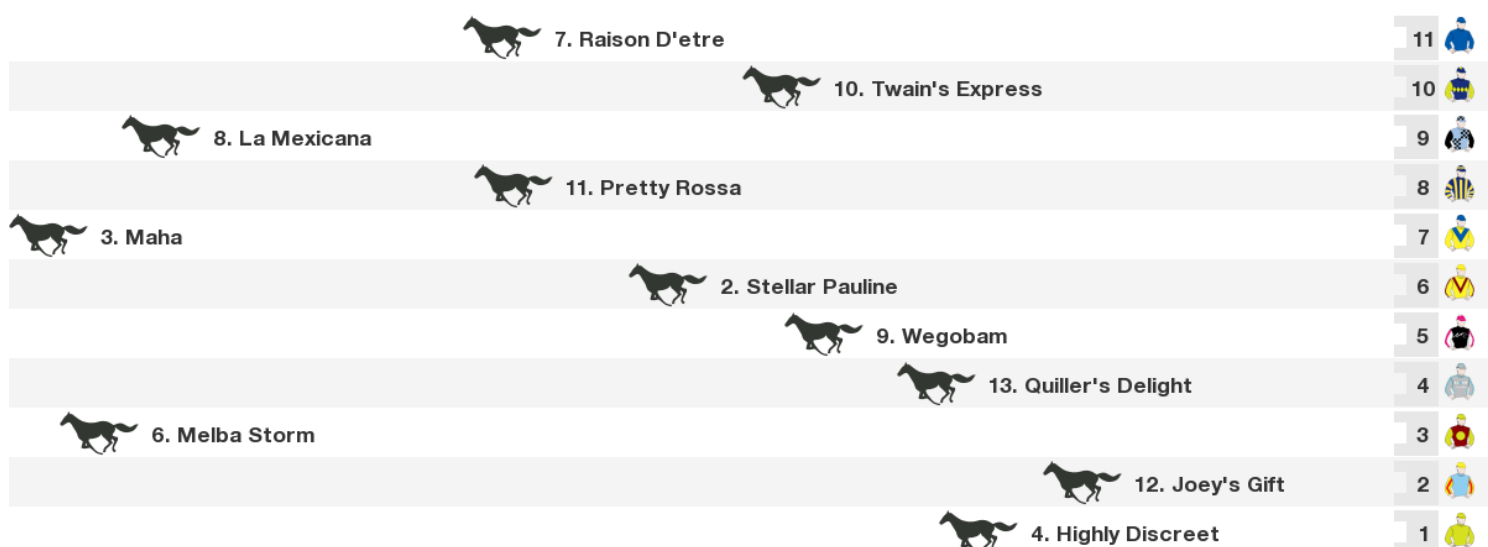 7. Raison D'etre 11
10. Twain's Express 10
8. La Mexicana 9
11. Pretty Rossa 8
3. Maha 7
2. Stellar Pauline 6
9. Wegobam 5
13. Quiller's Delight 4
6. Melba Storm 3
12. Joey's Gift 2
4. Highly Discreet 1